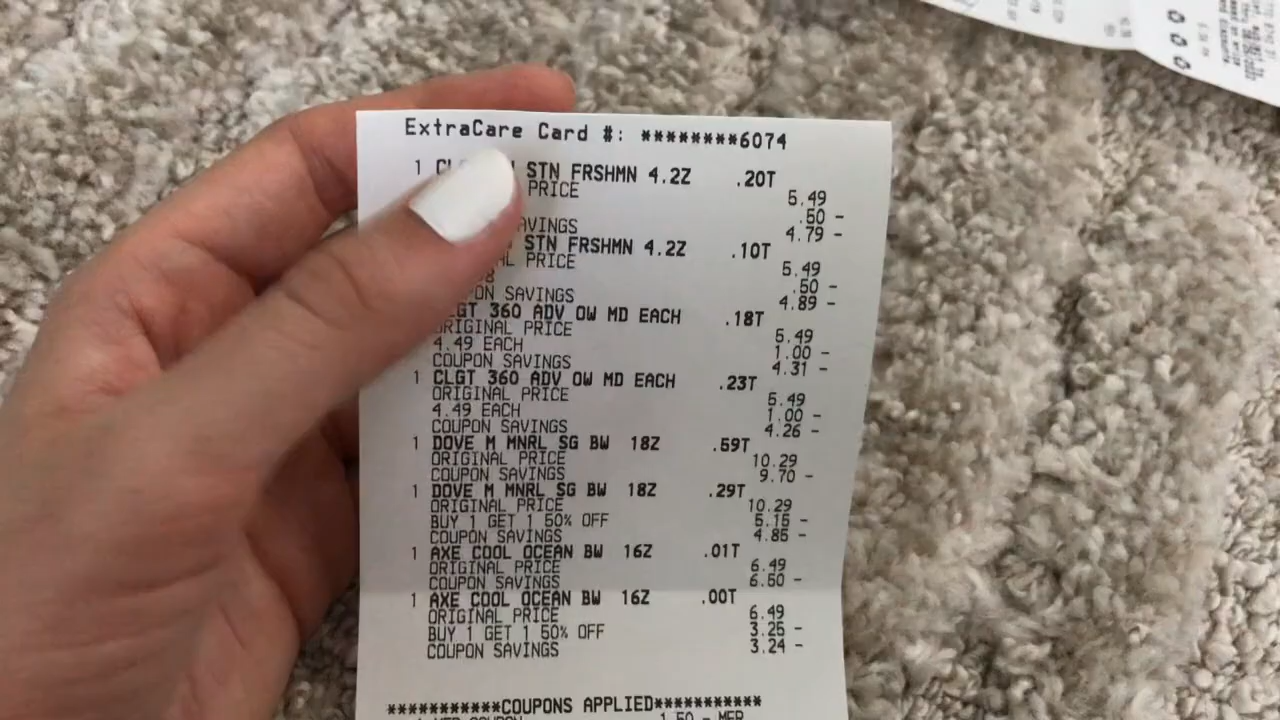 ExtraCare Card #: ********6074
1 STN FRSHMN 4.2Z .20T
PRICE 5.49
.50 -
SAVINGS 4.79 -
STN FRSHMN 4.2Z .10T
PRICE 5.49
.50 -
COUPON SAVINGS 4.89 -
CLGT 360 ADV OW MD EACH .18T
ORIGINAL PRICE 5.49
4.49 EACH 1.00 -
COUPON SAVINGS 4.31 -
1 CLGT 360 ADV OW MD EACH .23T
ORIGINAL PRICE 5.49
4.49 EACH 1.00 -
COUPON SAVINGS 4.26 -
1 DOVE M MNRL SG BW 18Z .59T
ORIGINAL PRICE 10.29
COUPON SAVINGS 9.70 -
1 DOVE M MNRL SG BW 18Z .29T
ORIGINAL PRICE 10.29
BUY 1 GET 1 50% OFF 5.15 -
COUPON SAVINGS 4.85 -
1 AXE COOL OCEAN BW 16Z .01T
ORIGINAL PRICE 6.49
COUPON SAVINGS 6.50 -
1 AXE COOL OCEAN BW 16Z .00T
ORIGINAL PRICE 6.49
BUY 1 GET 1 50% OFF 3.25 -
COUPON SAVINGS 3.24 -
***********COUPONS APPLIED***********